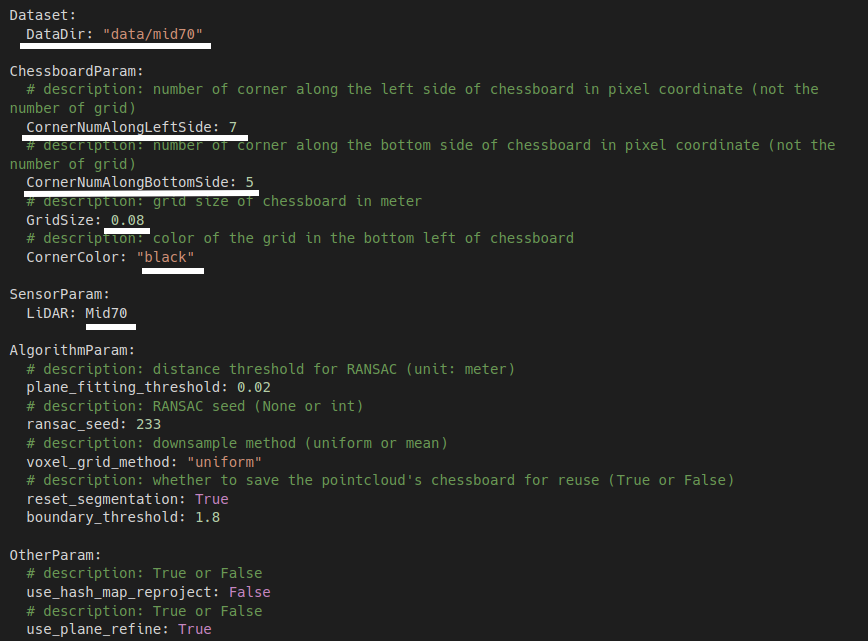 Dataset:
DataDir: "data/mid70"
ChessboardParam:
# description: number of corner along the left side of chessboard in pixel coordinate (not the
number of grid)
CornerNumAlongLeftSide: 7
# description: number of corner along the bottom side of chessboard in pixel coordinate (not the
number of grid)
CornerNumAlongBottomSide: 5
# description: grid size of chessboard in meter
GridSize: 0.08
# description: color of the grid in the bottom left of chessboard
CornerColor: "black"
SensorParam:
LiDAR: Mid70
AlgorithmParam:
# description: distance threshold for RANSAC (unit: meter)
plane_fitting_threshold: 0.02
# description: RANSAC seed (None or int)
ransac_seed: 233
# description: downsample method (uniform or mean)
voxel_grid_method: "uniform"
# description: whether to save the pointcloud's chessboard for reuse (True or False)
reset_segmentation: True
boundary_threshold: 1.8
OtherParam:
# description: True or False
use_hash_map_reproject: False
# description: True or False
use_plane_refine: True